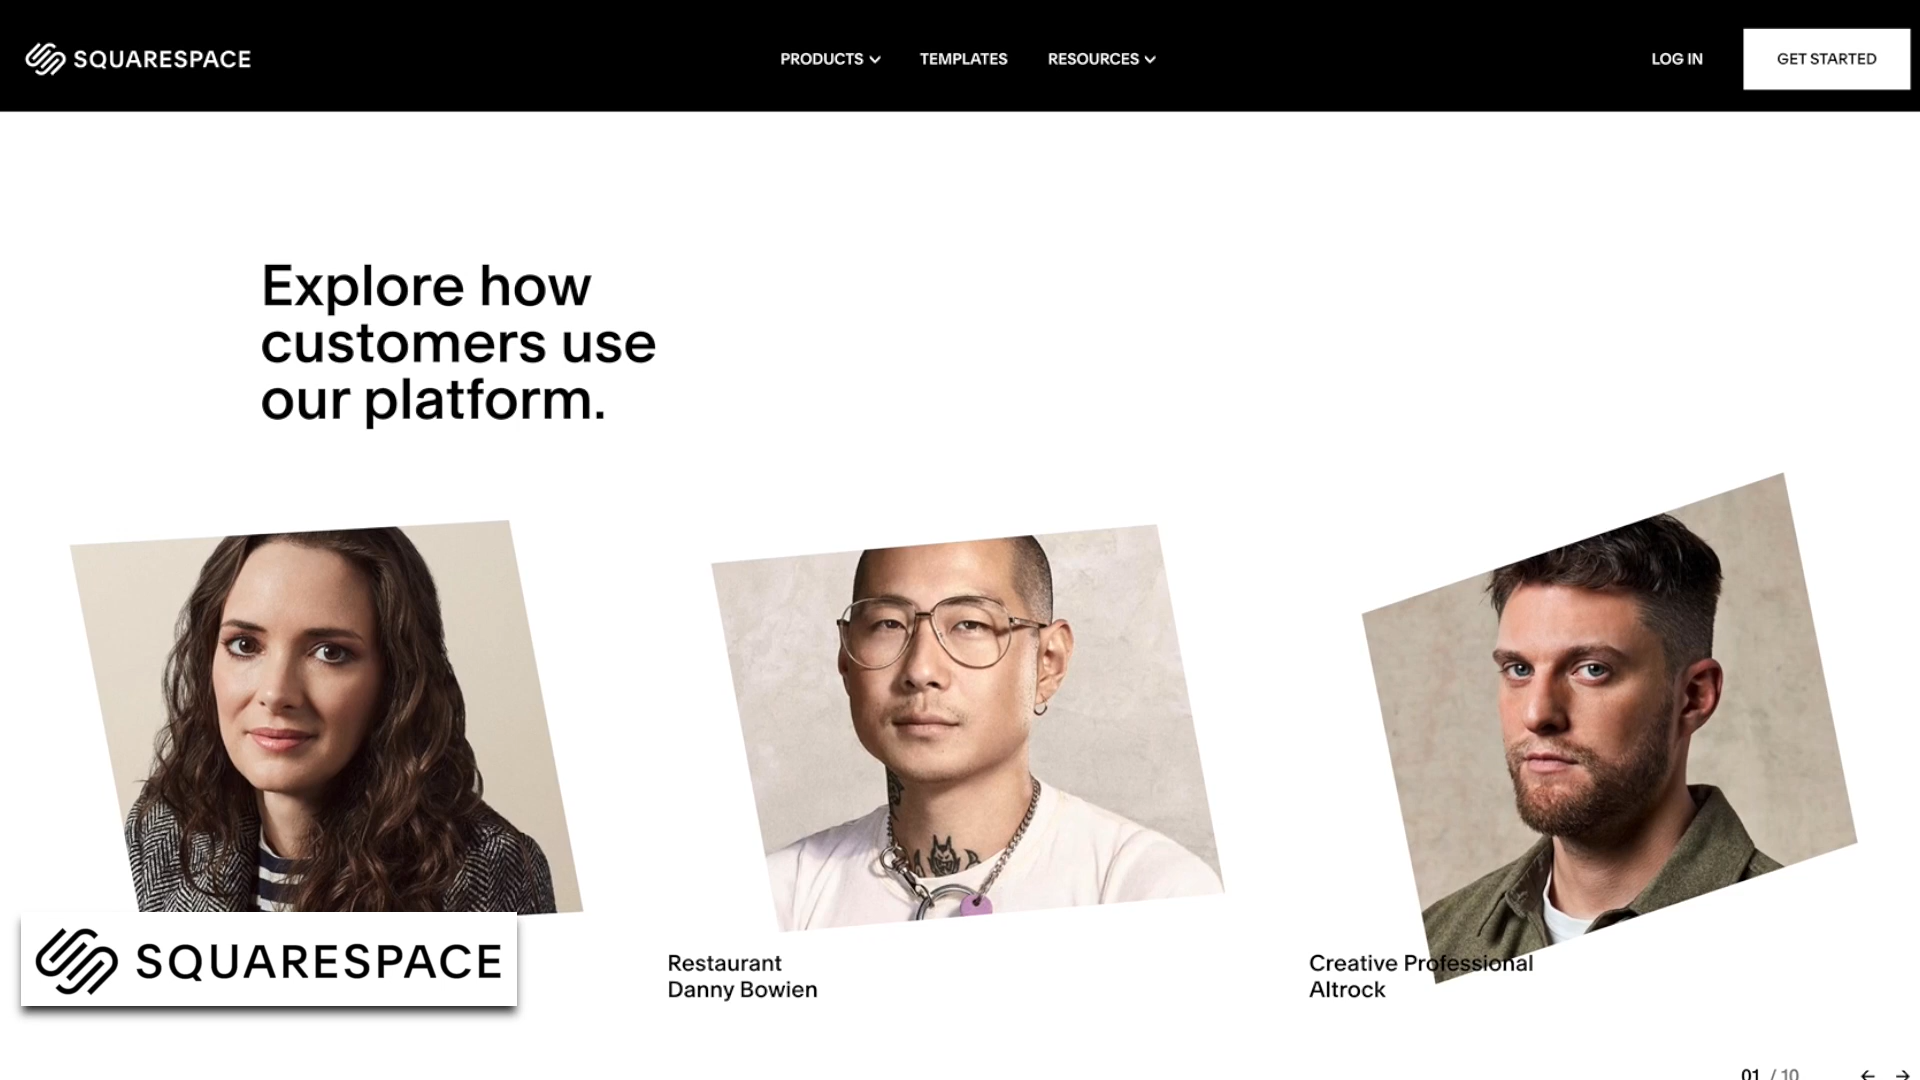 SQUARESPACE
PRODUCTS
TEMPLATES
RESOURCES
LOG IN
GET STARTED
Explore how
customers use
our platform.
SQUARESPACE
Restaurant
Danny Bowien
Creative Professional
Altrock
01 / 10